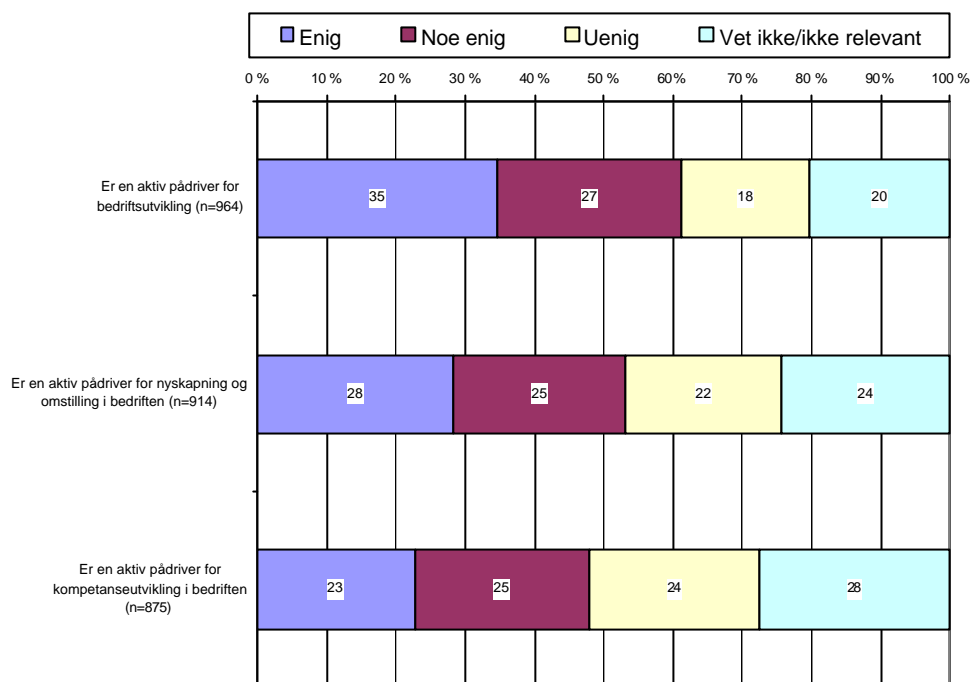 Enig Noe enig Uenig Vet ikke/ikke relevant
0 % 10 % 20 % 30 % 40 % 50 % 60 % 70 % 80 % 90 % 100 %
Er en aktiv pådriver for
bedriftsutvikling (n=964)
35 27 18 20
Er en aktiv pådriver for nyskapning og
omstilling i bedriften (n=914)
28 25 22 24
Er en aktiv pådriver for
kompetanseutvikling i bedriften
(n=875)
23 25 24 28